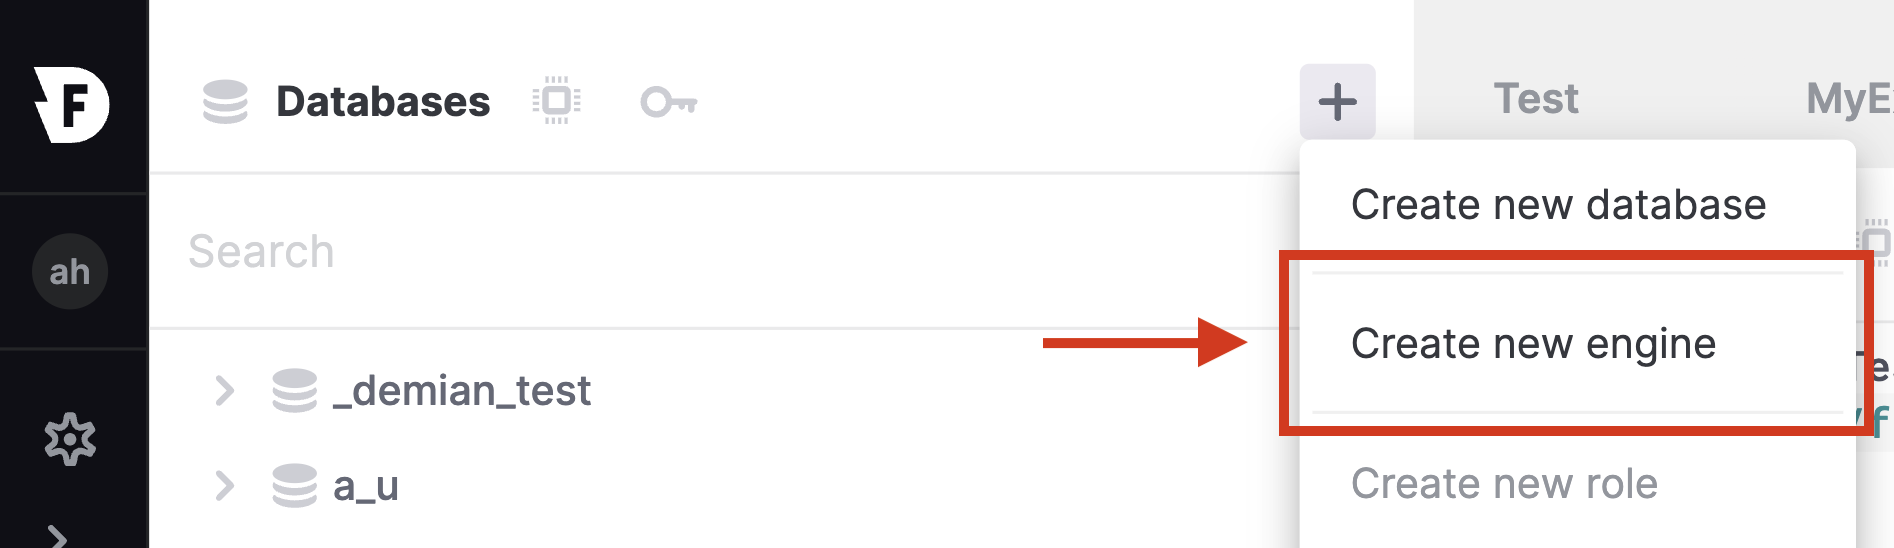 F
Databases
Test
MyE
ah
Search
Create new database
Create new engine
Create new role
_demian_test
a_u